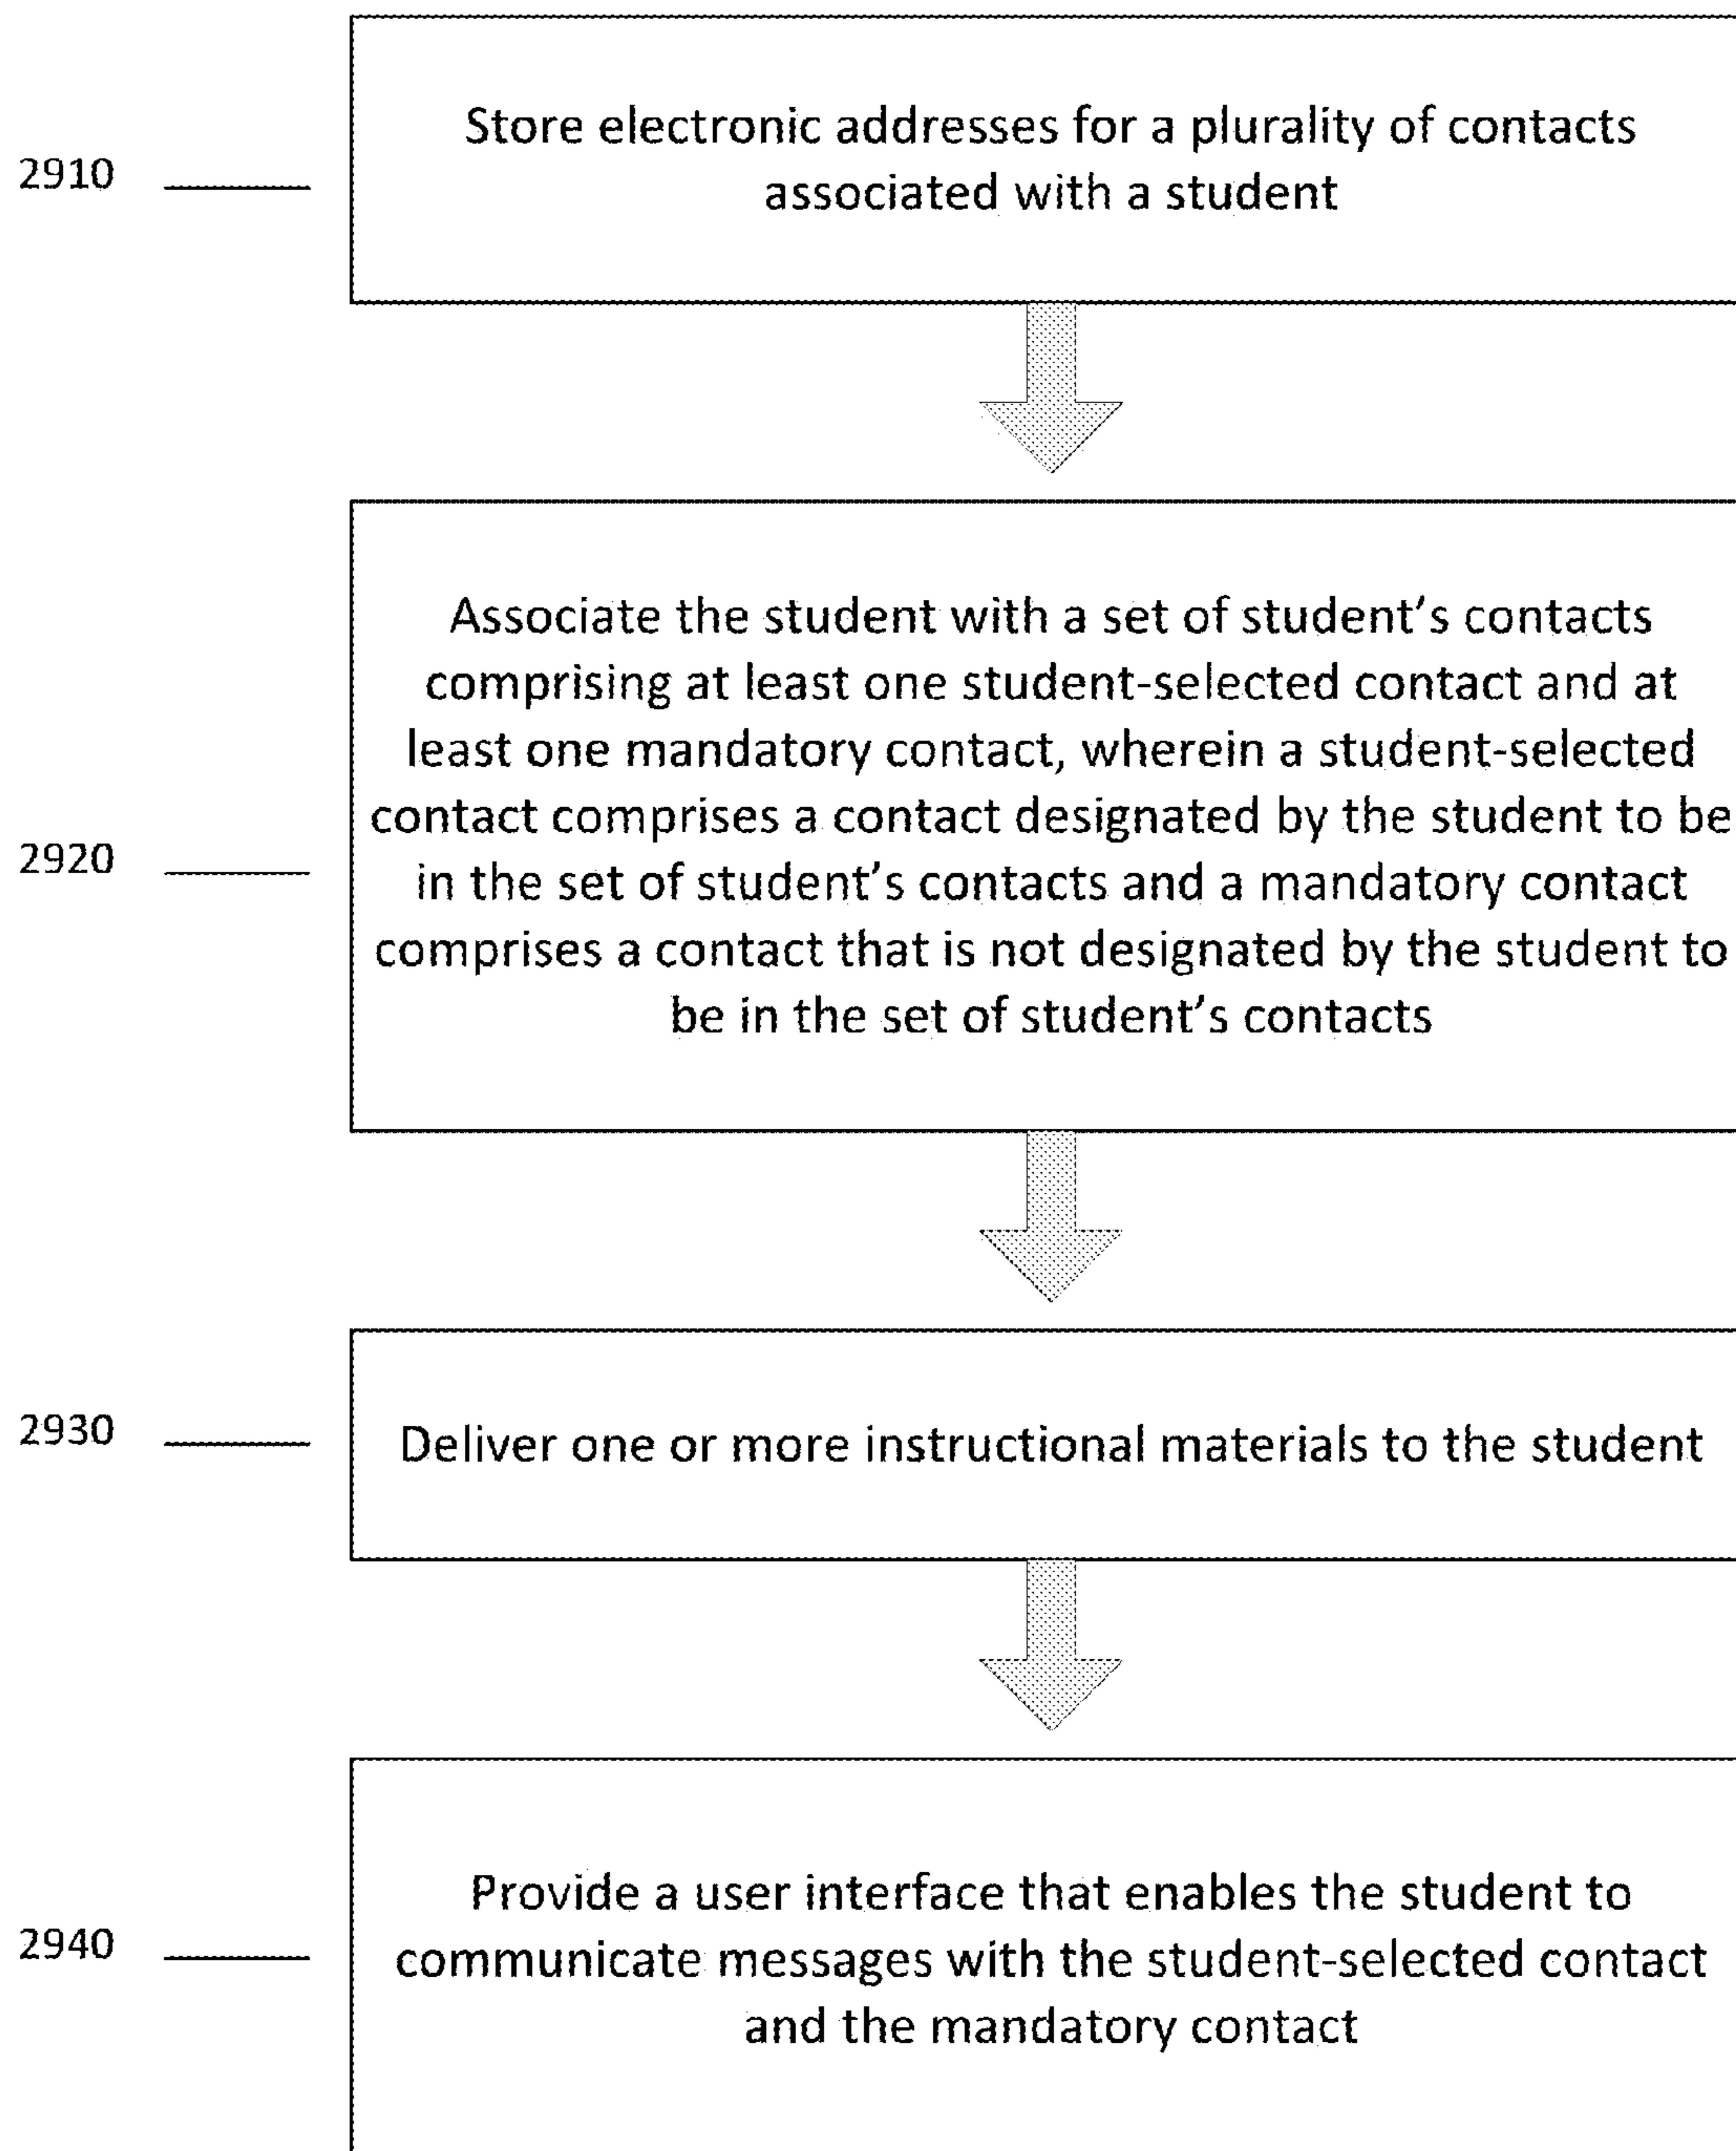 Store electronic addresses for a plurality of contacts
2910
associated with a student
Associate the student with a set of student's contacts
comprising at least one student-selected contact and at
least one mandatory contact, wherein a student-selected
contact comprises a contact designated by the student to be
2920
in the set of student's contacts and a mandatory contact
comprises a contact that is not designated by the student to
be in the set of student's contacts
2930
Deliver one or more instructional materials to the student
Provide a user interface that enables the student to
2940
communicate messages with the student-selected contact
and the mandatory contact